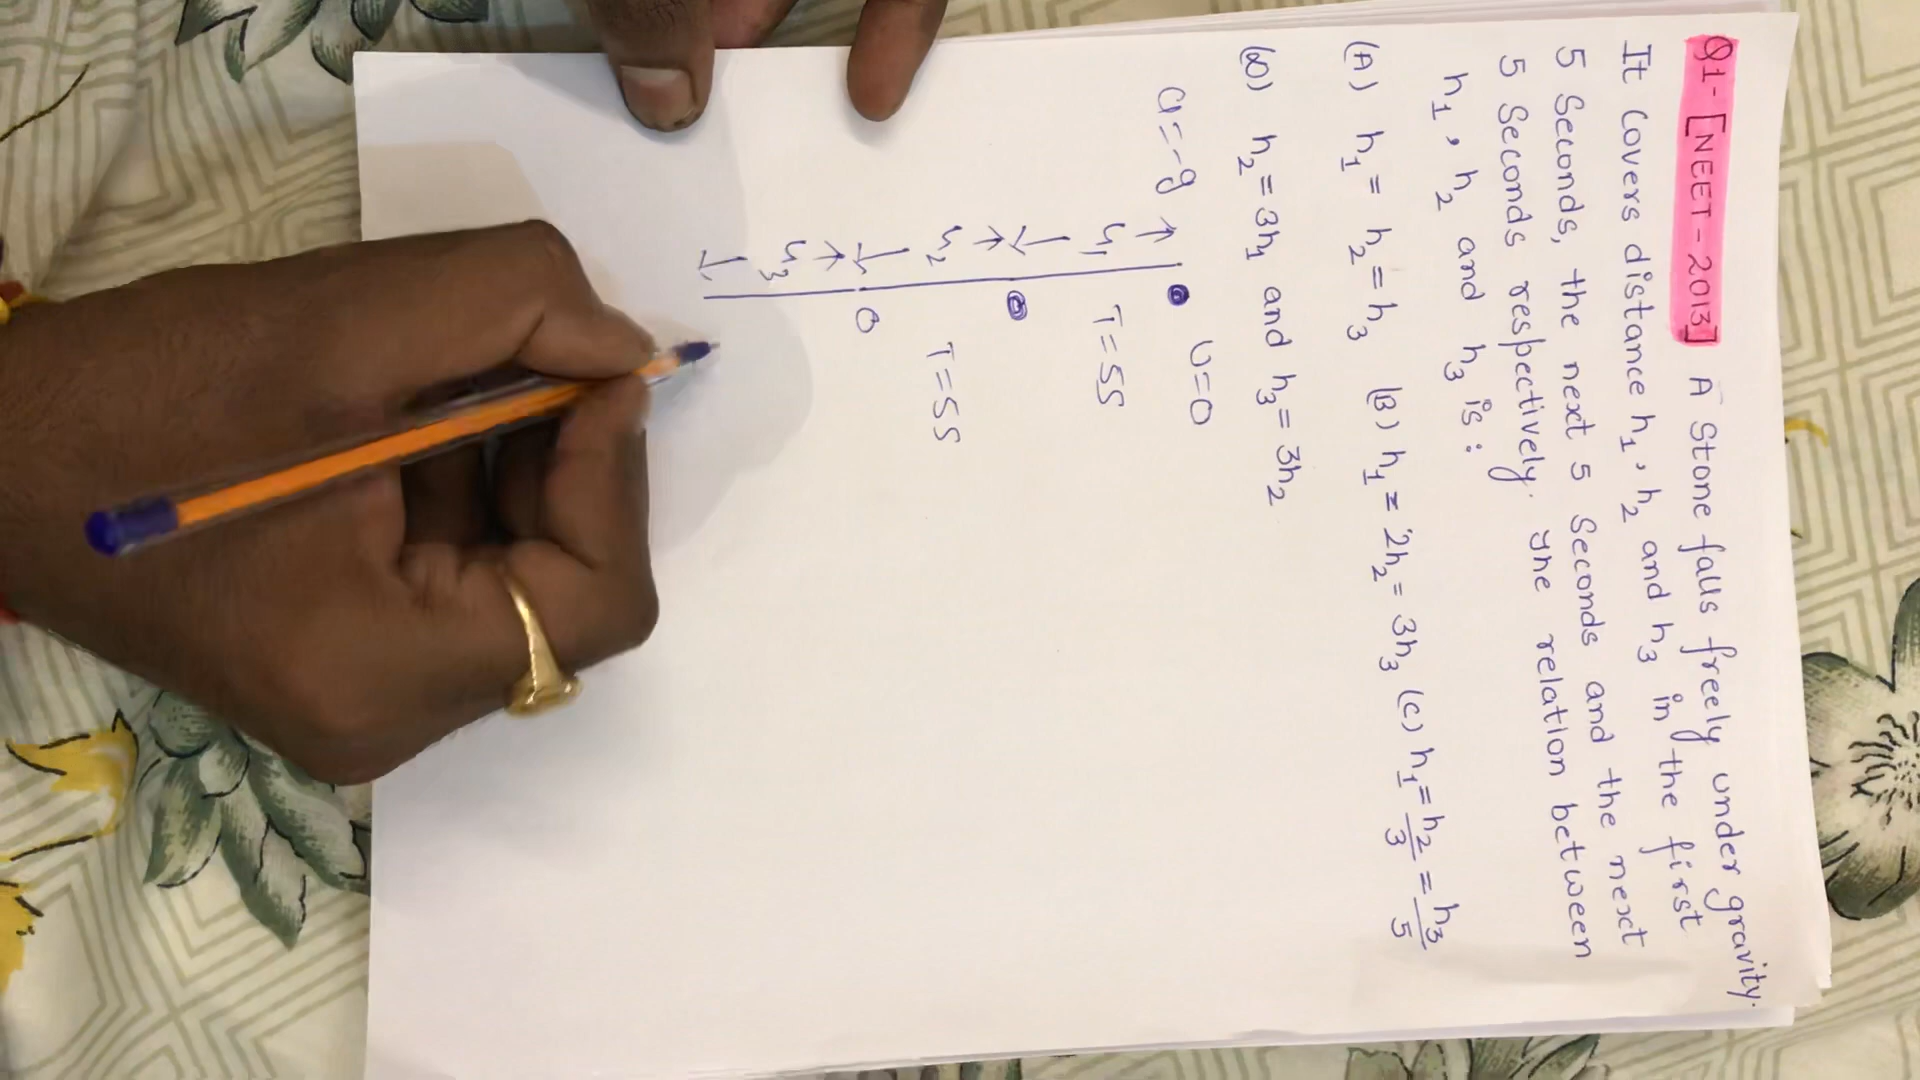 Q1- [NEET-2013] A Stone falls freely under gravity.
It covers distance h₁, h₂ and h₃ in the first
5 Seconds, the next 5 Seconds and the next
5 Seconds respectively. The relation between
h₁, h₂ and h₃ is:
(A) h₁ = h₂ = h₃ (B) h₁ = 2h₂ = 3h₃ (C) h₁ = h₂/3 = h₃/5
(D) h₂ = 3h₁ and h₃ = 3h₂
a=-g
U=0
h₁ T=5S
h₂ T=5S
h₃